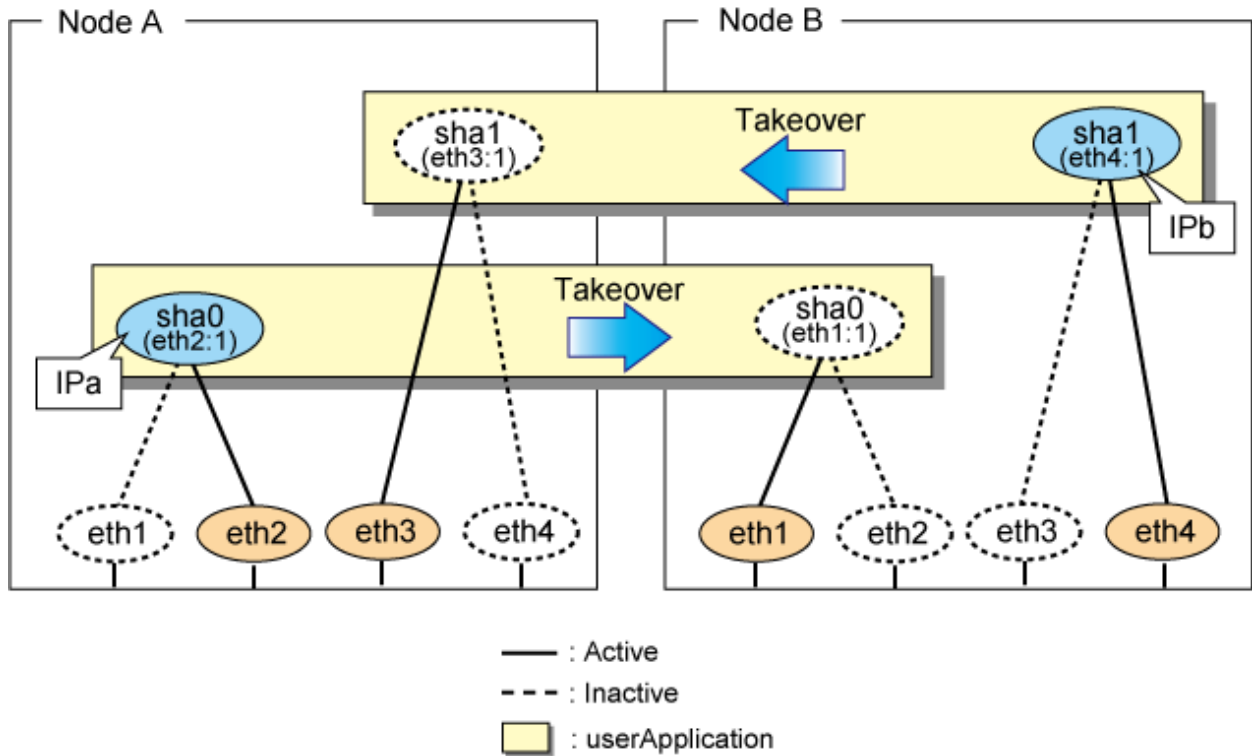 Node A
Node B
sha1
(eth3:1)
Takeover
sha1
(eth4:1)
IPb
sha0
(eth2:1)
IPa
Takeover
sha0
(eth1:1)
eth1
eth2
eth3
eth4
eth1
eth2
eth3
eth4
: Active
: Inactive
: userApplication